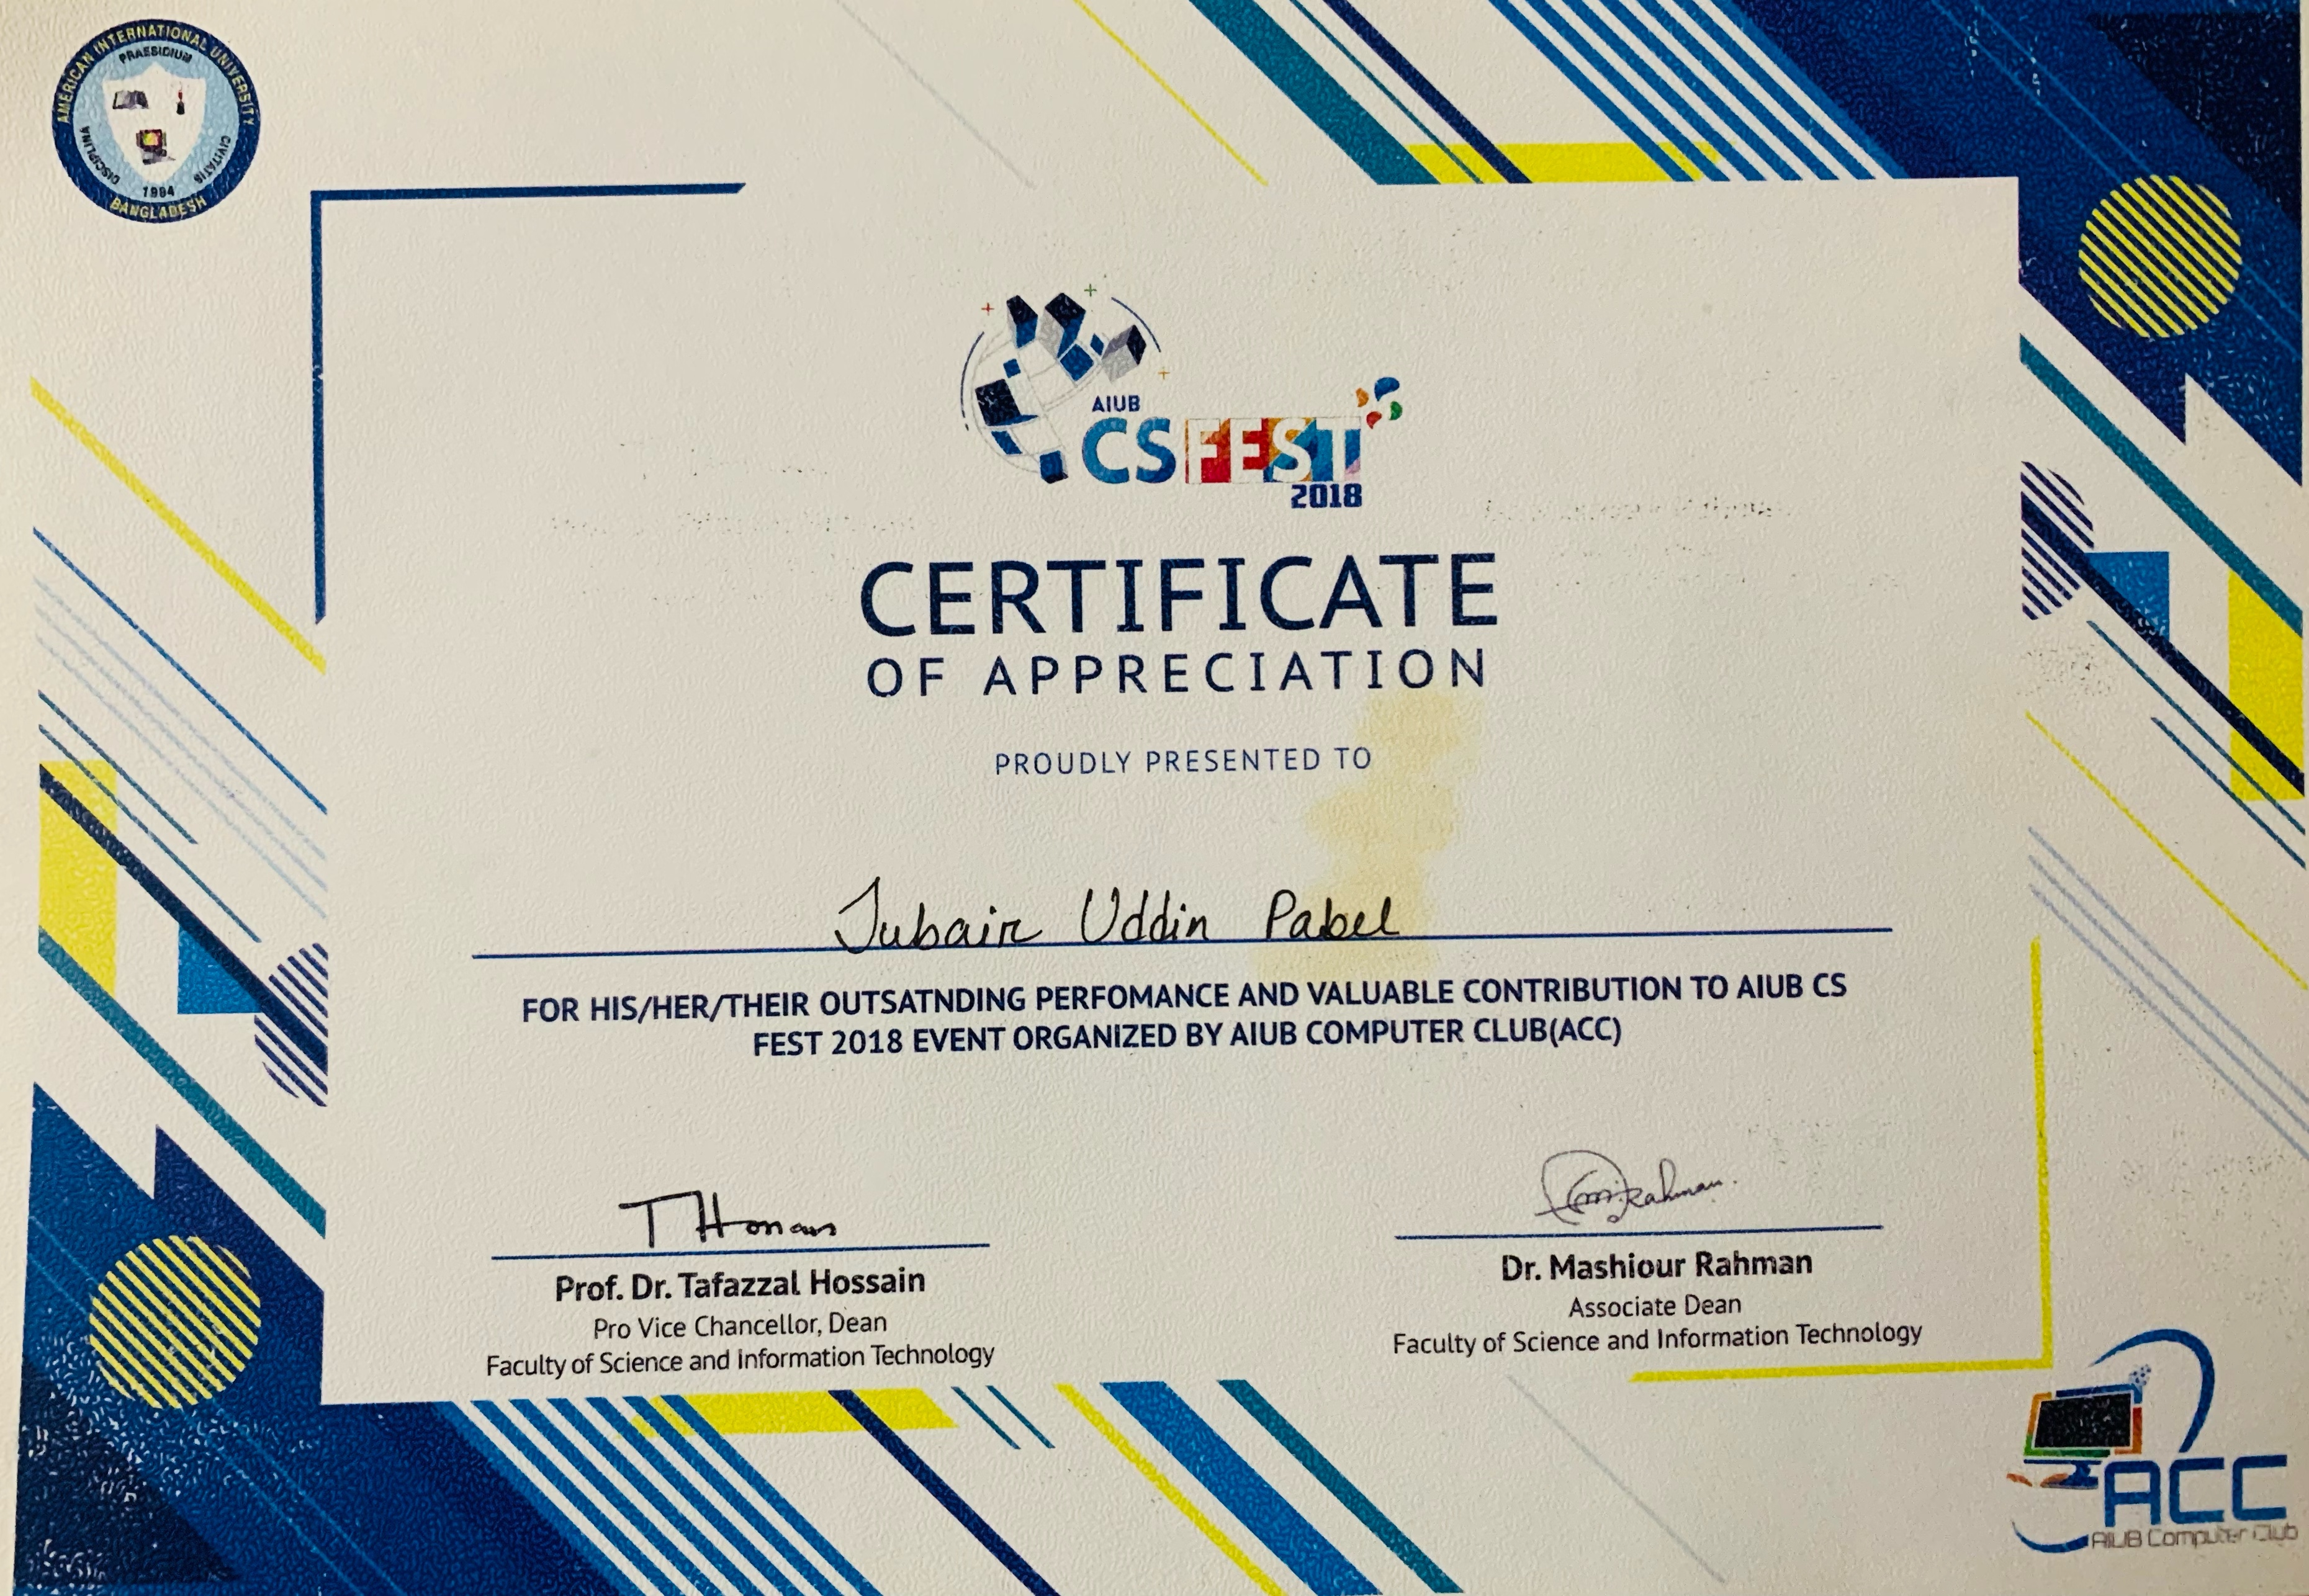 AMERICAN INTERNATIONAL UNIVERSITY
PRAESIDIUM
DISCIPLINA
CIVITATIS
1994
BANGLADESH
AIUB
CS FEST
2018
CERTIFICATE
OF APPRECIATION
PROUDLY PRESENTED TO
Jubair Uddin Pabel
FOR HIS/HER/THEIR OUTSATNDING PERFOMANCE AND VALUABLE CONTRIBUTION TO AIUB CS
FEST 2018 EVENT ORGANIZED BY AIUB COMPUTER CLUB(ACC)
Prof. Dr. Tafazzal Hossain
Pro Vice Chancellor, Dean
Faculty of Science and Information Technology
Rahman
Dr. Mashiour Rahman
Associate Dean
Faculty of Science and Information Technology
ACC
AIUB Computer Club